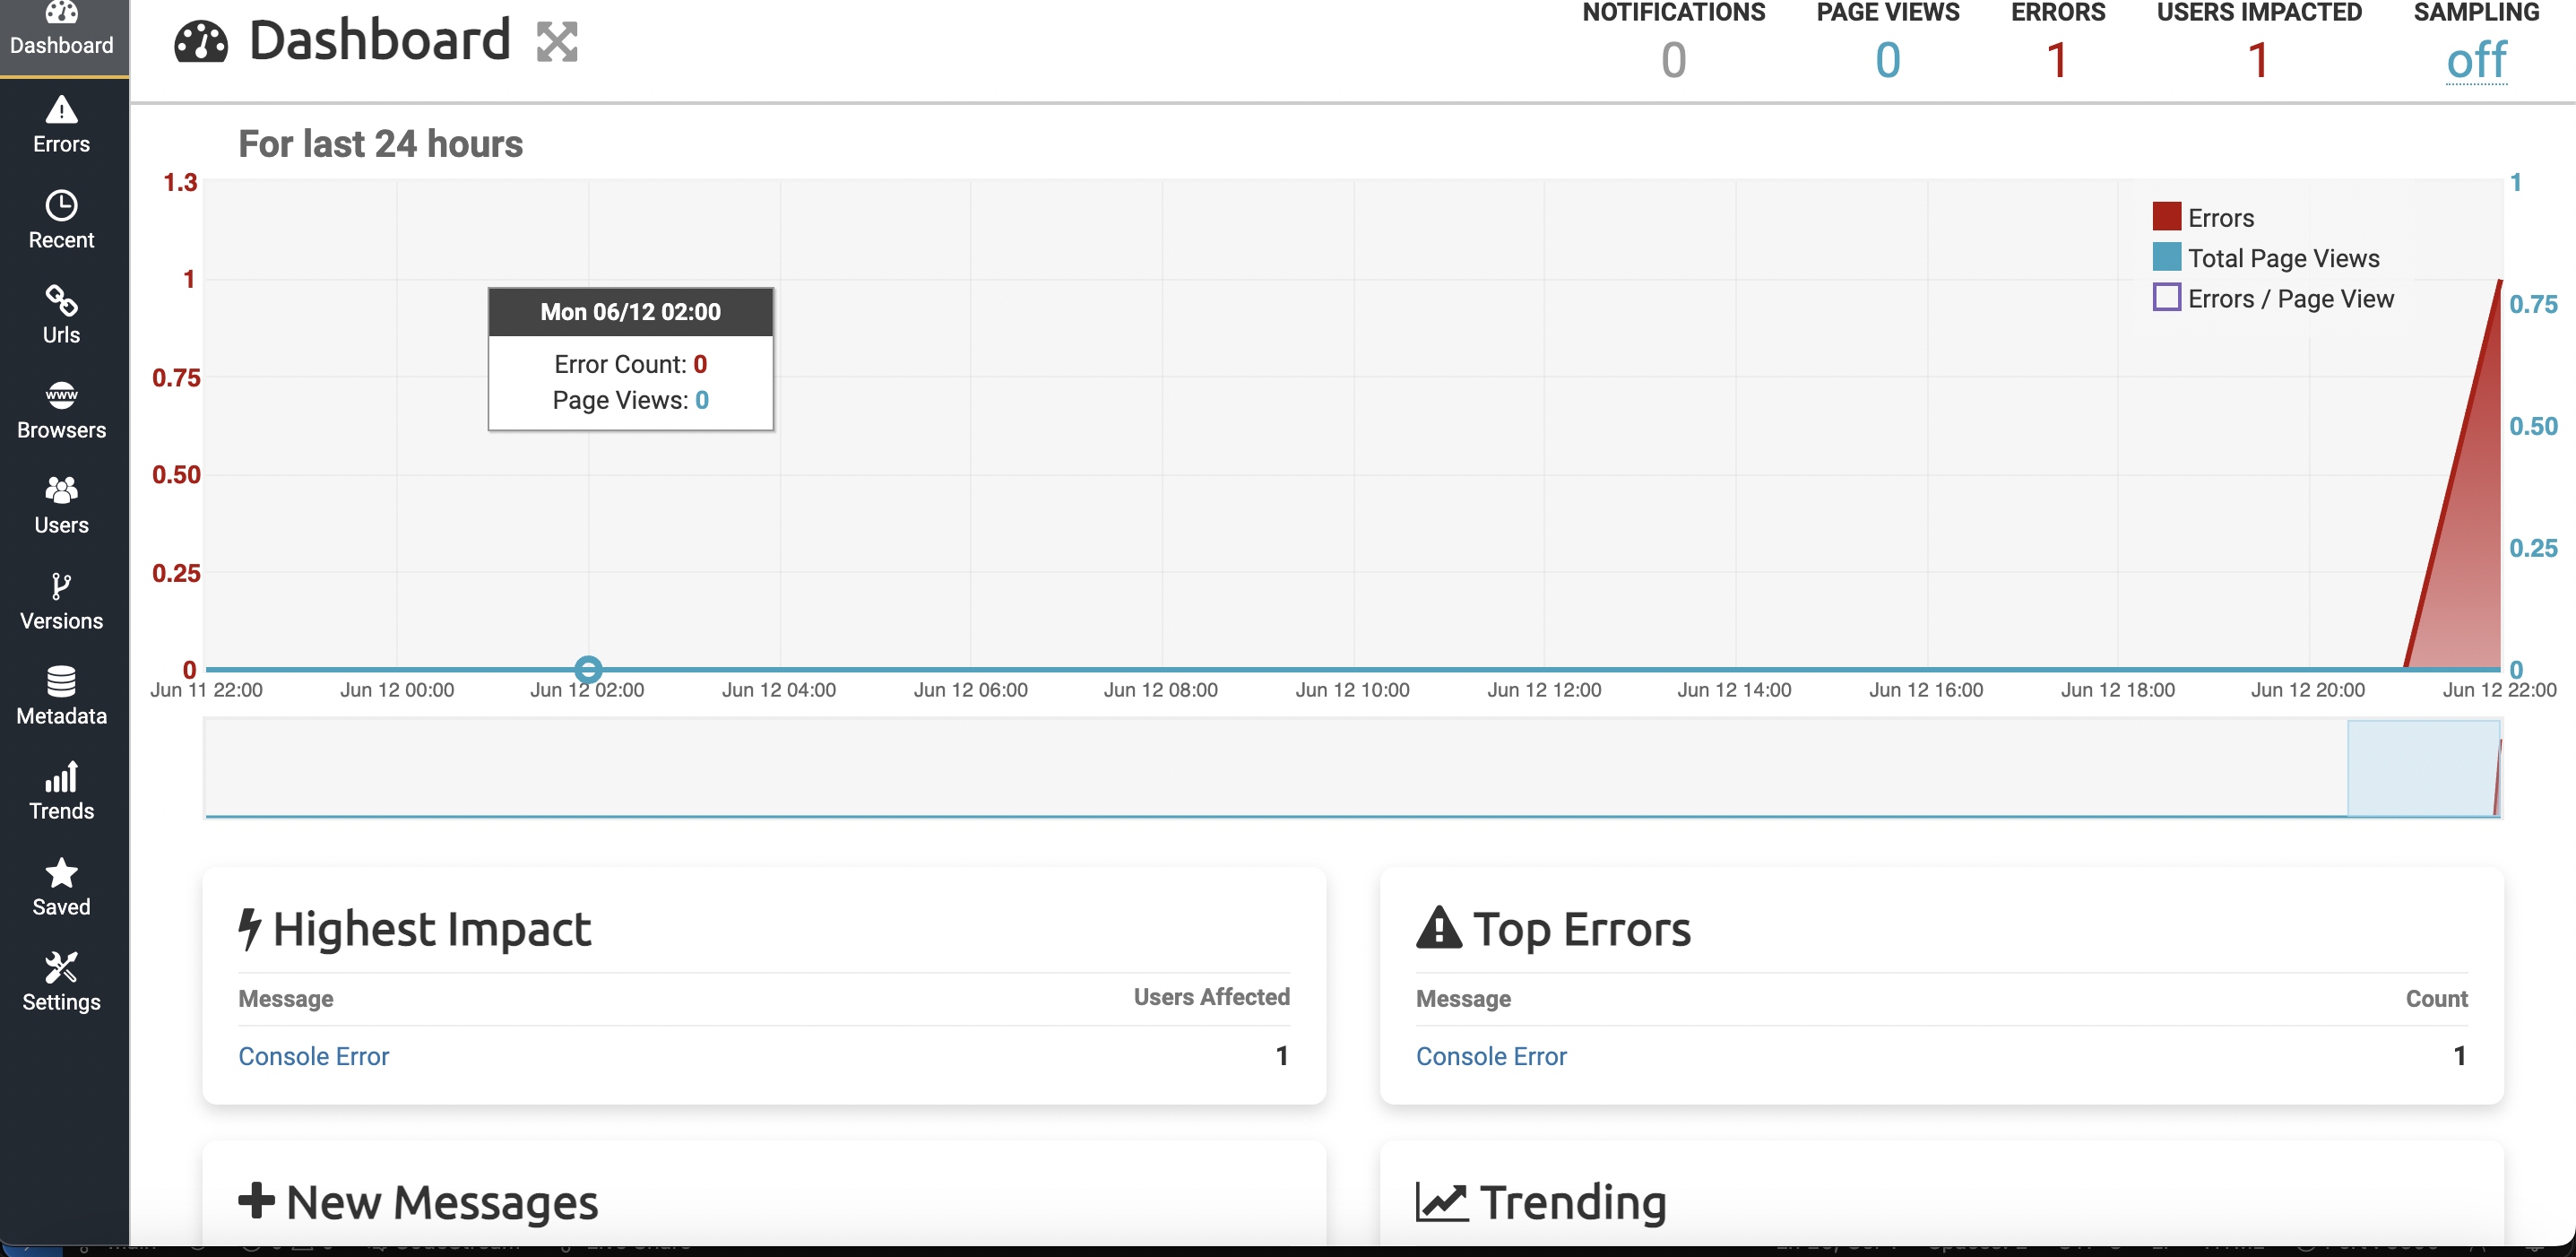 Dashboard
Errors
Recent
Urls
www
Browsers
Users
Versions
Metadata
Trends
Saved
Settings
Dashboard
NOTIFICATIONS
0
PAGE VIEWS
0
ERRORS
1
USERS IMPACTED
1
SAMPLING
off
For last 24 hours
1.3
1
0.75
0.50
0.25
0
1
0.75
0.50
0.25
0
Errors
Total Page Views
Errors / Page View
Mon 06/12 02:00
Error Count: 0
Page Views: 0
Jun 11 22:00
Jun 12 00:00
Jun 12 02:00
Jun 12 04:00
Jun 12 06:00
Jun 12 08:00
Jun 12 10:00
Jun 12 12:00
Jun 12 14:00
Jun 12 16:00
Jun 12 18:00
Jun 12 20:00
Jun 12 22:00
Highest Impact
Message Users Affected
Console Error 1
Top Errors
Message Count
Console Error 1
New Messages
Trending